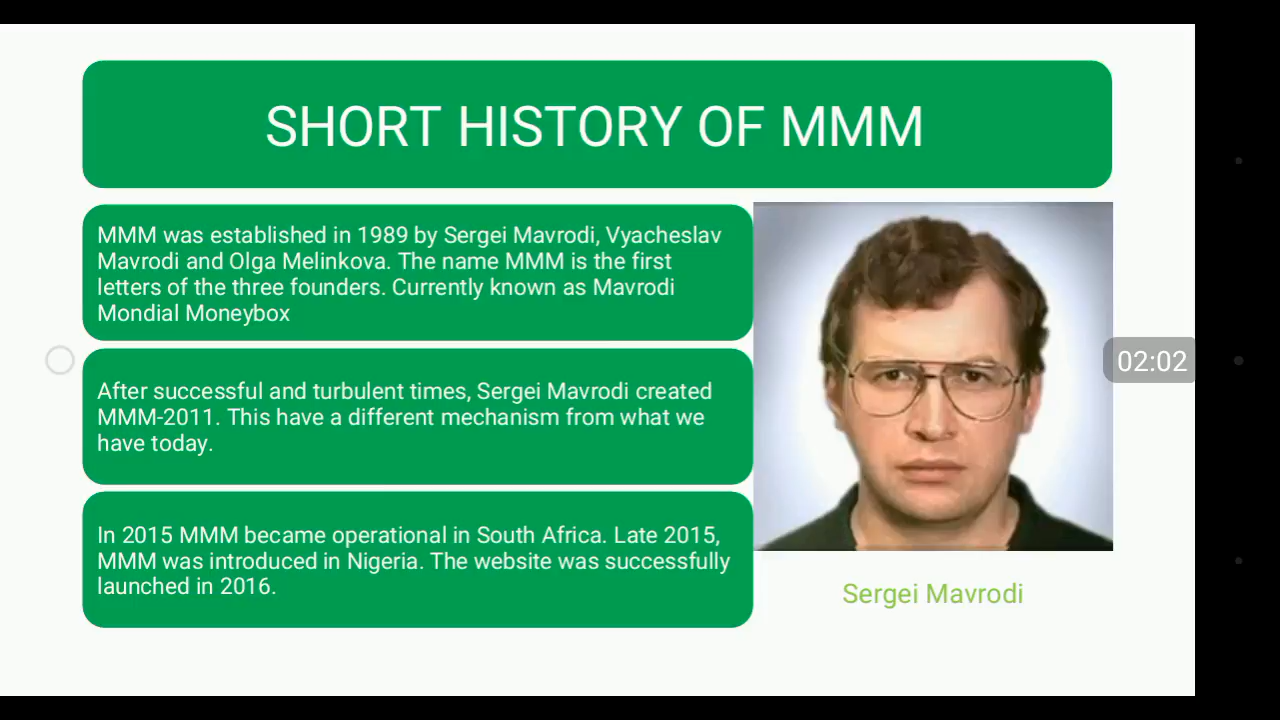 SHORT HISTORY OF MMM
MMM was established in 1989 by Sergei Mavrodi, Vyacheslav
Mavrodi and Olga Melinkova. The name MMM is the first
letters of the three founders. Currently known as Mavrodi
Mondial Moneybox
After successful and turbulent times, Sergei Mavrodi created
MMM-2011. This have a different mechanism from what we
have today.
In 2015 MMM became operational in South Africa. Late 2015,
MMM was introduced in Nigeria. The website was successfully
launched in 2016.
02:02
Sergei Mavrodi